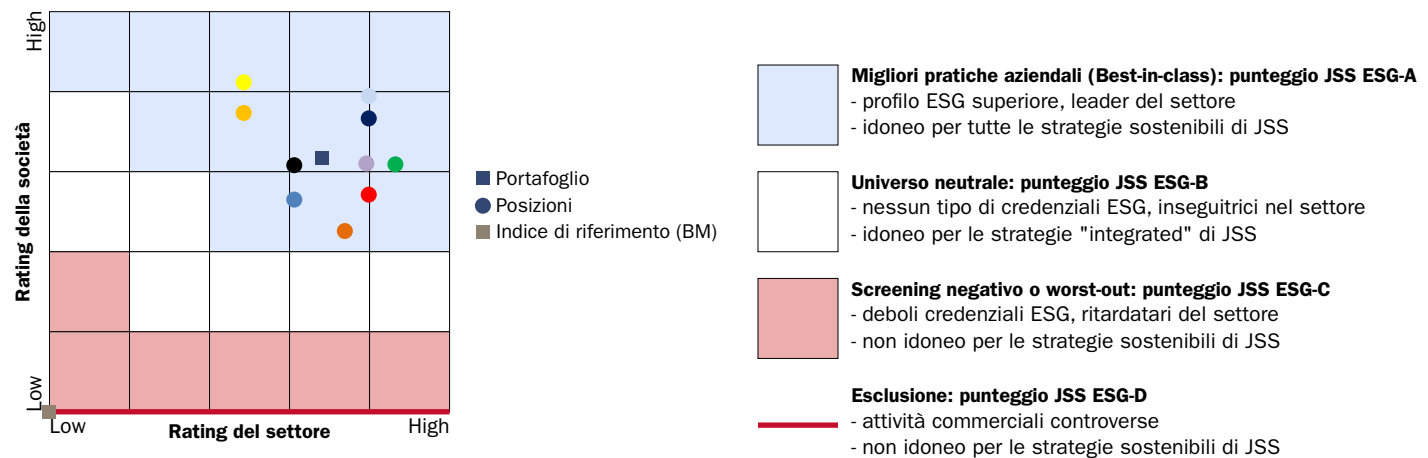 High
Rating della società
Low
Low
Rating del settore
High
Portafoglio
Posizioni
Indice di riferimento (BM)
Migliori pratiche aziendali (Best-in-class): punteggio JSS ESG-A
- profilo ESG superiore, leader del settore
- idoneo per tutte le strategie sostenibili di JSS
Universo neutrale: punteggio JSS ESG-B
- nessun tipo di credenziali ESG, inseguitrici nel settore
- idoneo per le strategie "integrated" di JSS
Screening negativo o worst-out: punteggio JSS ESG-C
- deboli credenziali ESG, ritardatari del settore
- non idoneo per le strategie sostenibili di JSS
Esclusione: punteggio JSS ESG-D
- attività commerciali controverse
- non idoneo per le strategie sostenibili di JSS